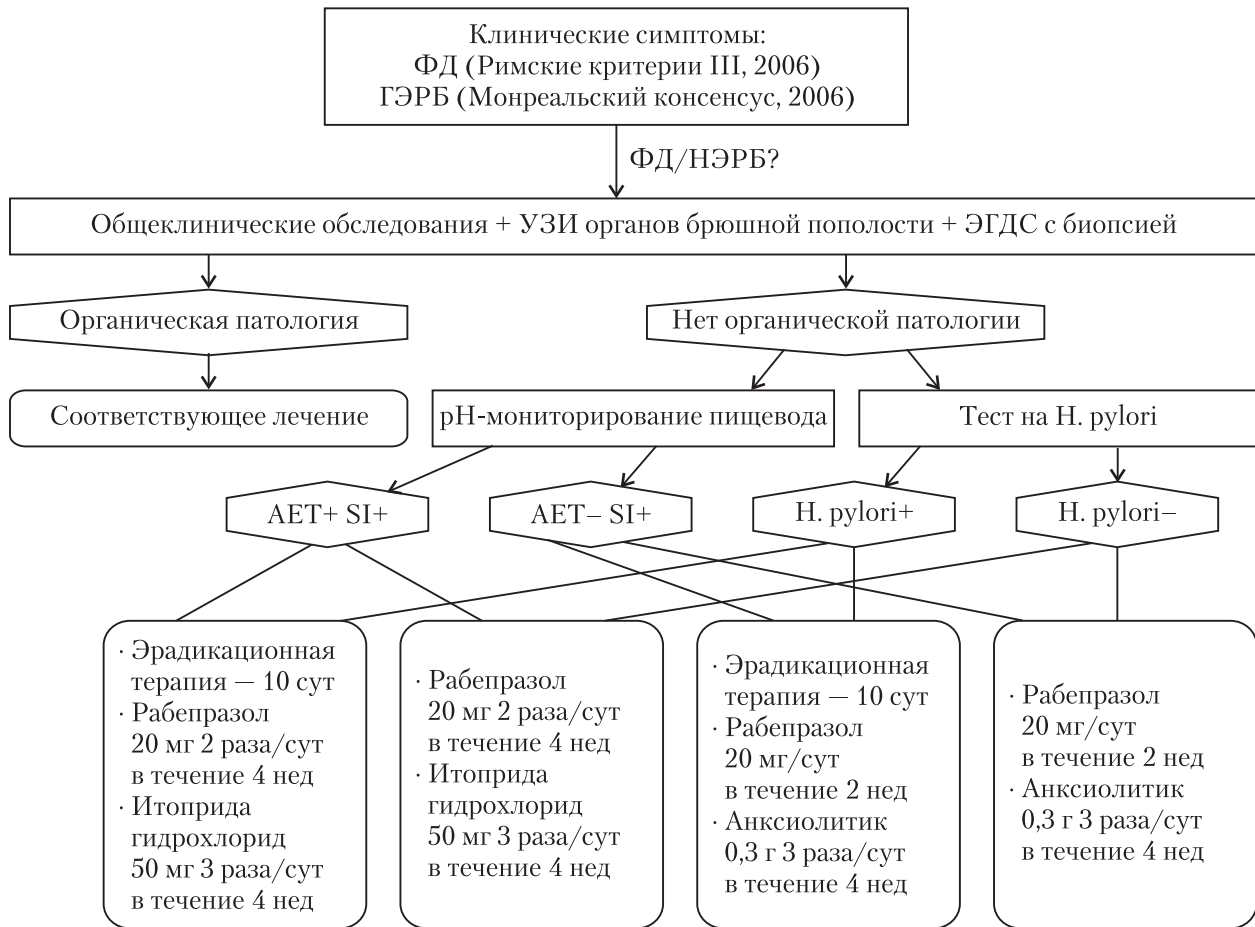 Клинические симптомы:
ФД (Римские критерии III, 2006)
ГЭРБ (Монреальский консенсус, 2006)
ФД/НЭРБ?
Общеклинические обследования + УЗИ органов брюшной пополости + ЭГДС с биопсией
Органическая патология
Нет органической патологии
Соответствующее лечение
pH-мониторирование пищевода
Тест на H. pylori
AET+ SI+
AET– SI+
H. pylori+
H. pylori–
· Эрадикационная
терапия — 10 сут
· Рабепразол
20 мг 2 раза/сут
в течение 4 нед
· Итоприда
гидрохлорид
50 мг 3 раза/сут
в течение 4 нед
· Рабепразол
20 мг 2 раза/сут
в течение 4 нед
· Итоприда
гидрохлорид
50 мг 3 раза/сут
в течение 4 нед
· Эрадикационная
терапия — 10 сут
· Рабепразол
20 мг/сут
в течение 2 нед
· Анксиолитик
0,3 г 3 раза/сут
в течение 4 нед
· Рабепразол
20 мг/сут
в течение 2 нед
· Анксиолитик
0,3 г 3 раза/сут
в течение 4 нед